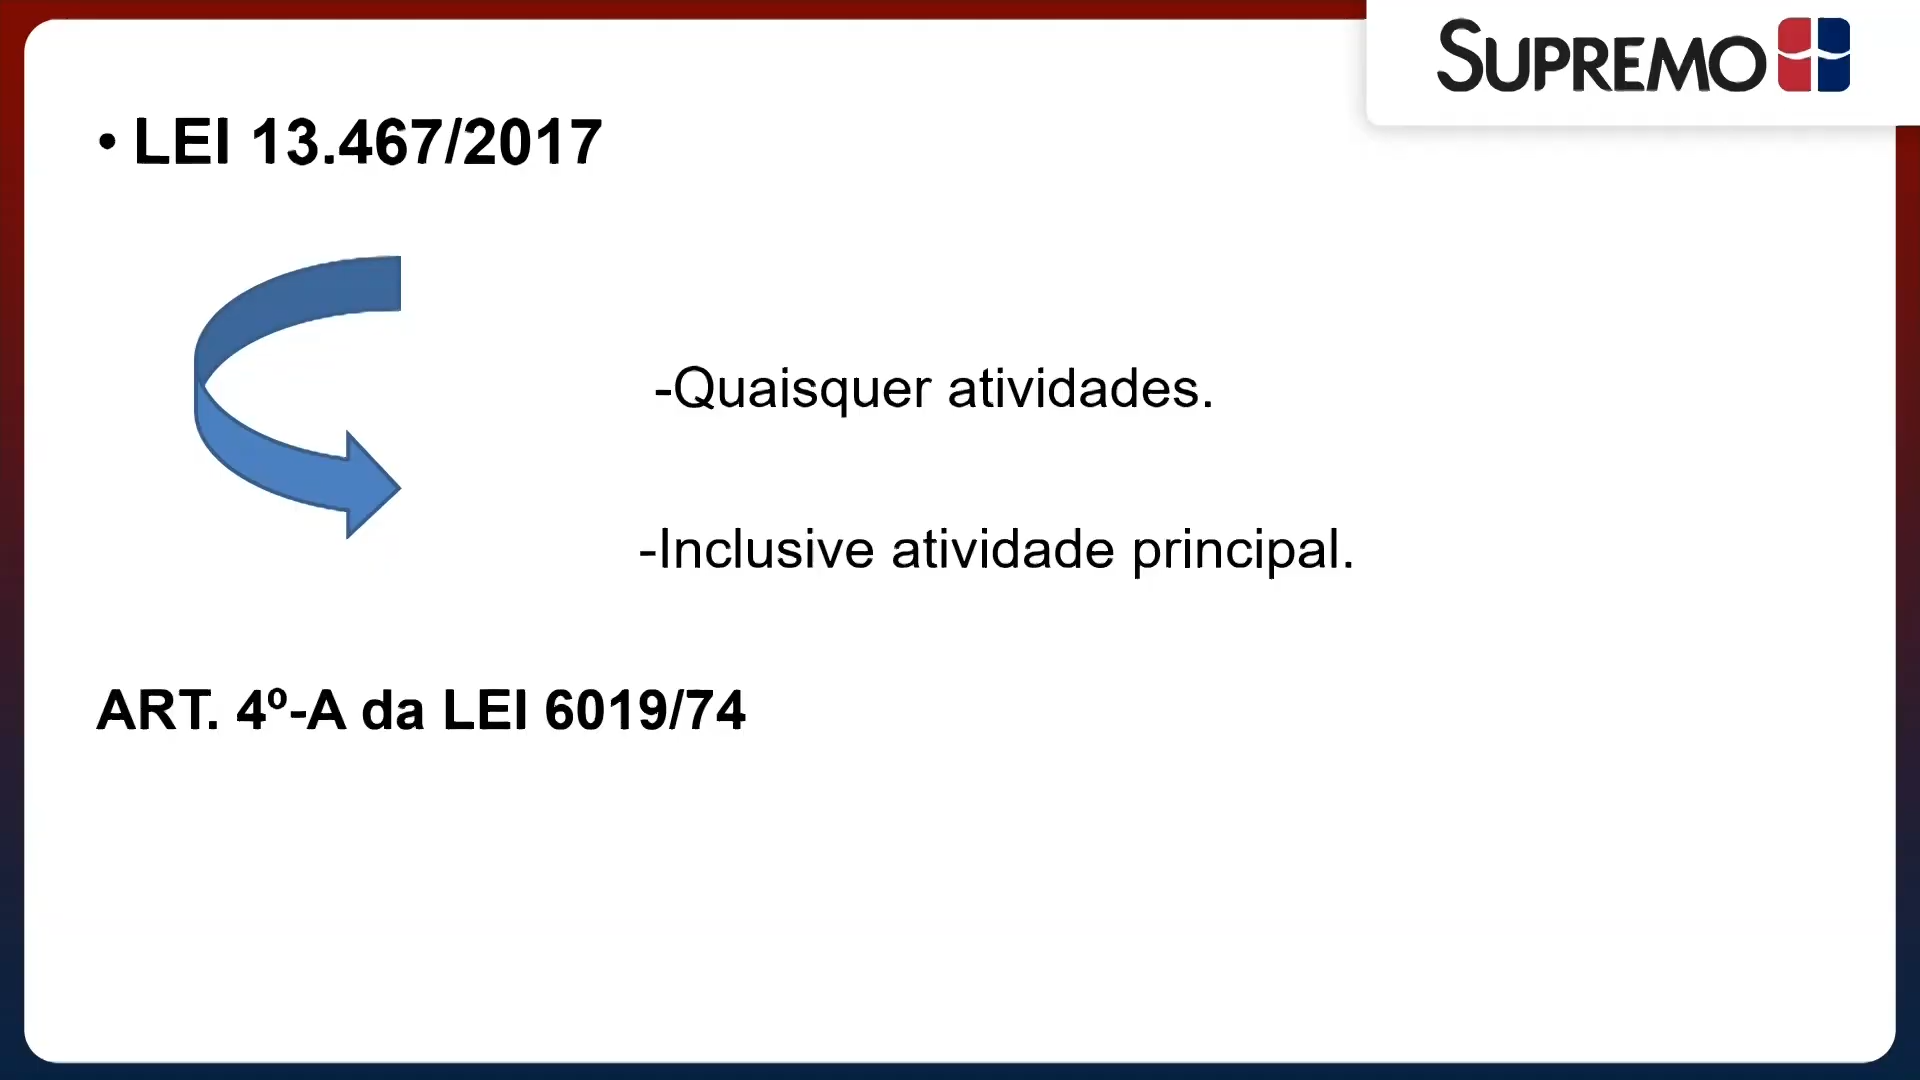 SUPREMO
• LEI 13.467/2017
-Quaisquer atividades.
-Inclusive atividade principal.
ART. 4º-A da LEI 6019/74